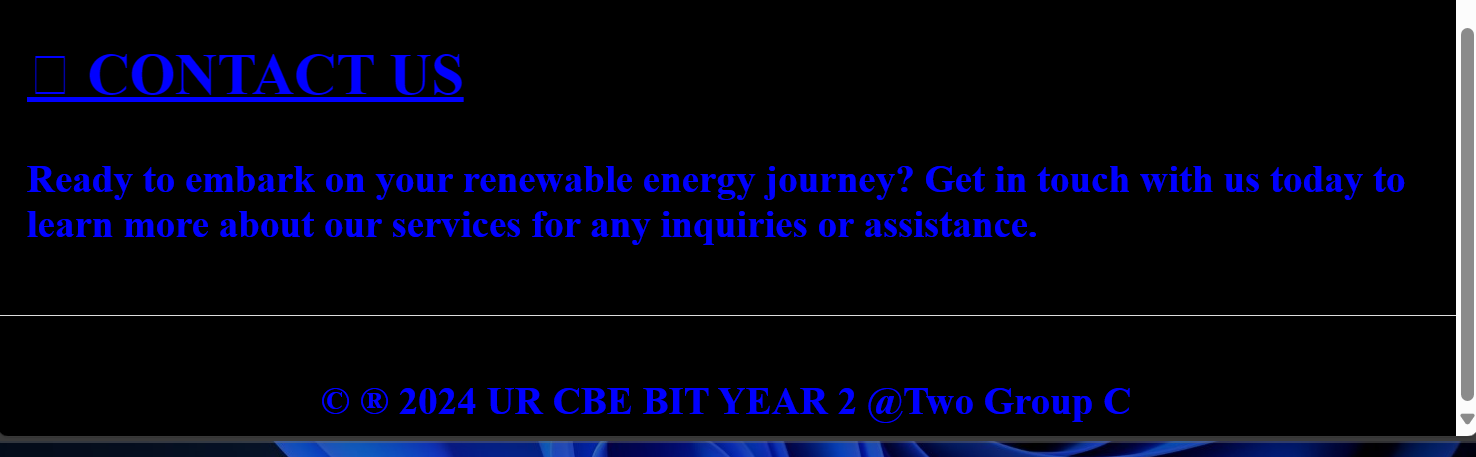 CONTACT US
Ready to embark on your renewable energy journey? Get in touch with us today to
learn more about our services for any inquiries or assistance.
© ® 2024 UR CBE BIT YEAR 2 @Two Group C